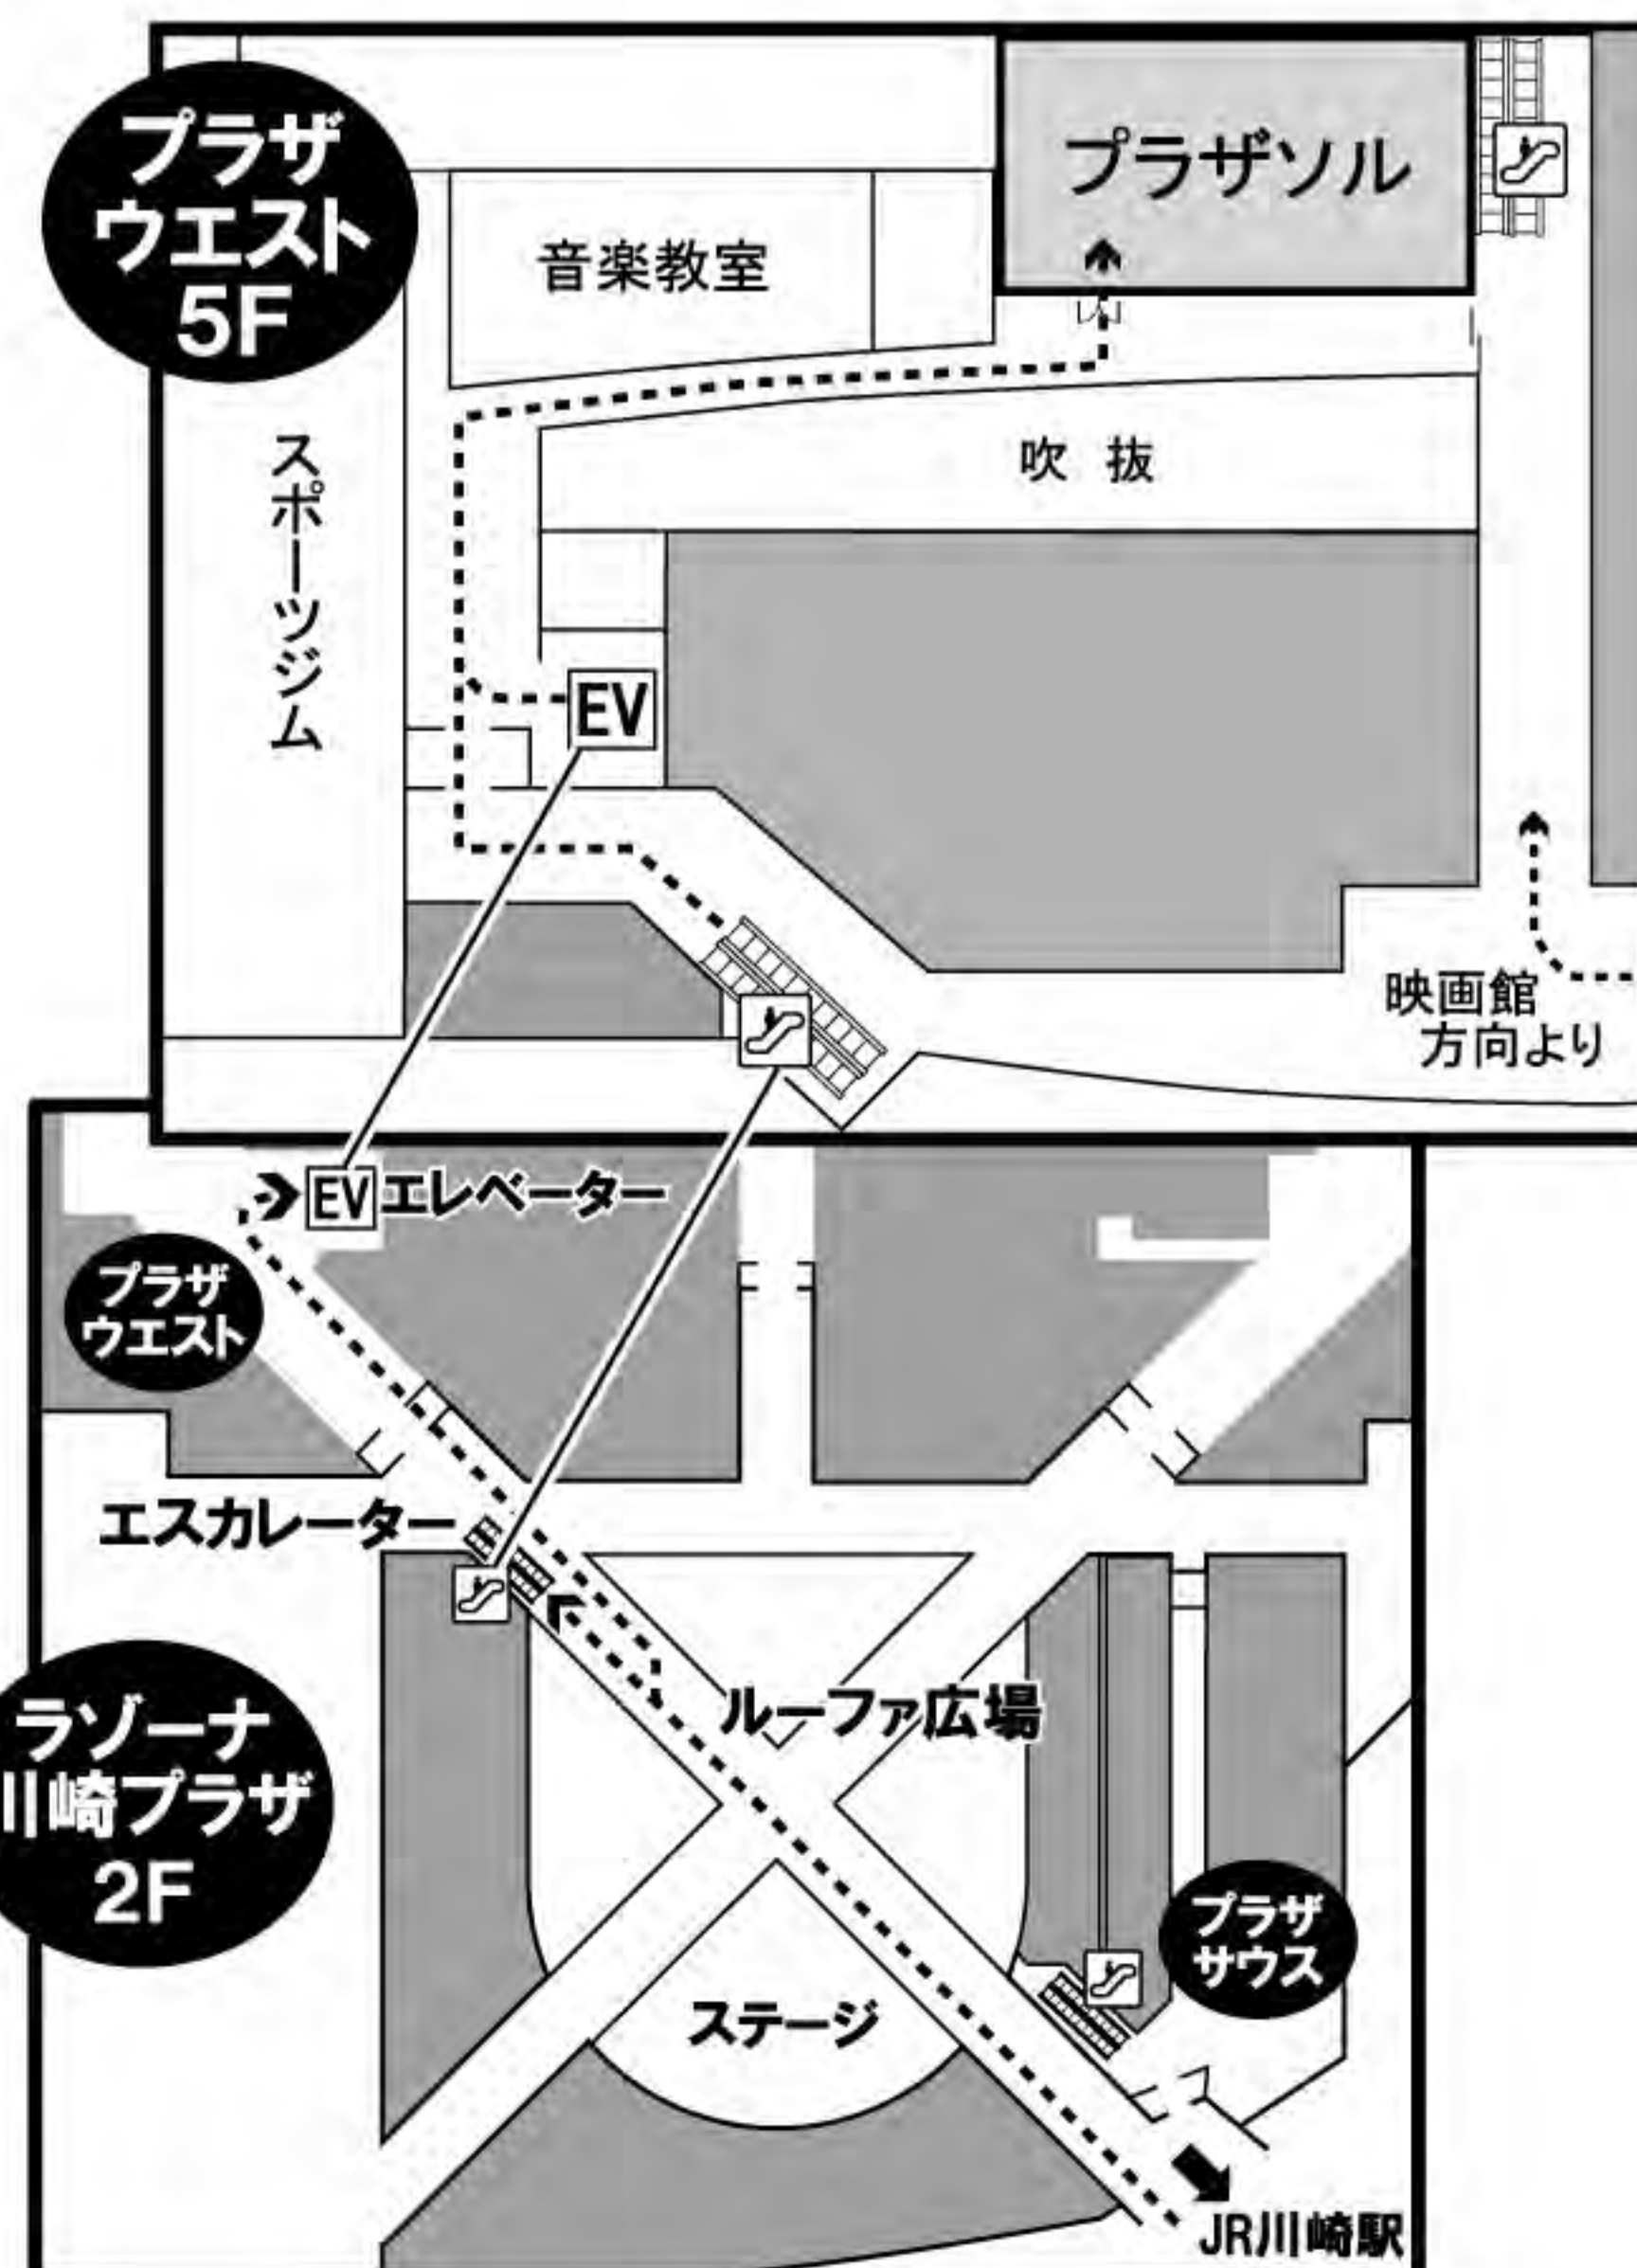 プラザ
ウエスト
5F
プラザソル
音楽教室
スポーツジム
吹 抜
EV
映画館
方向より
EVエレベーター
プラザ
ウエスト
エスカレーター
ルーファ広場
ラゾーナ
川崎プラザ
2F
プラザ
サウス
ステージ
JR川崎駅